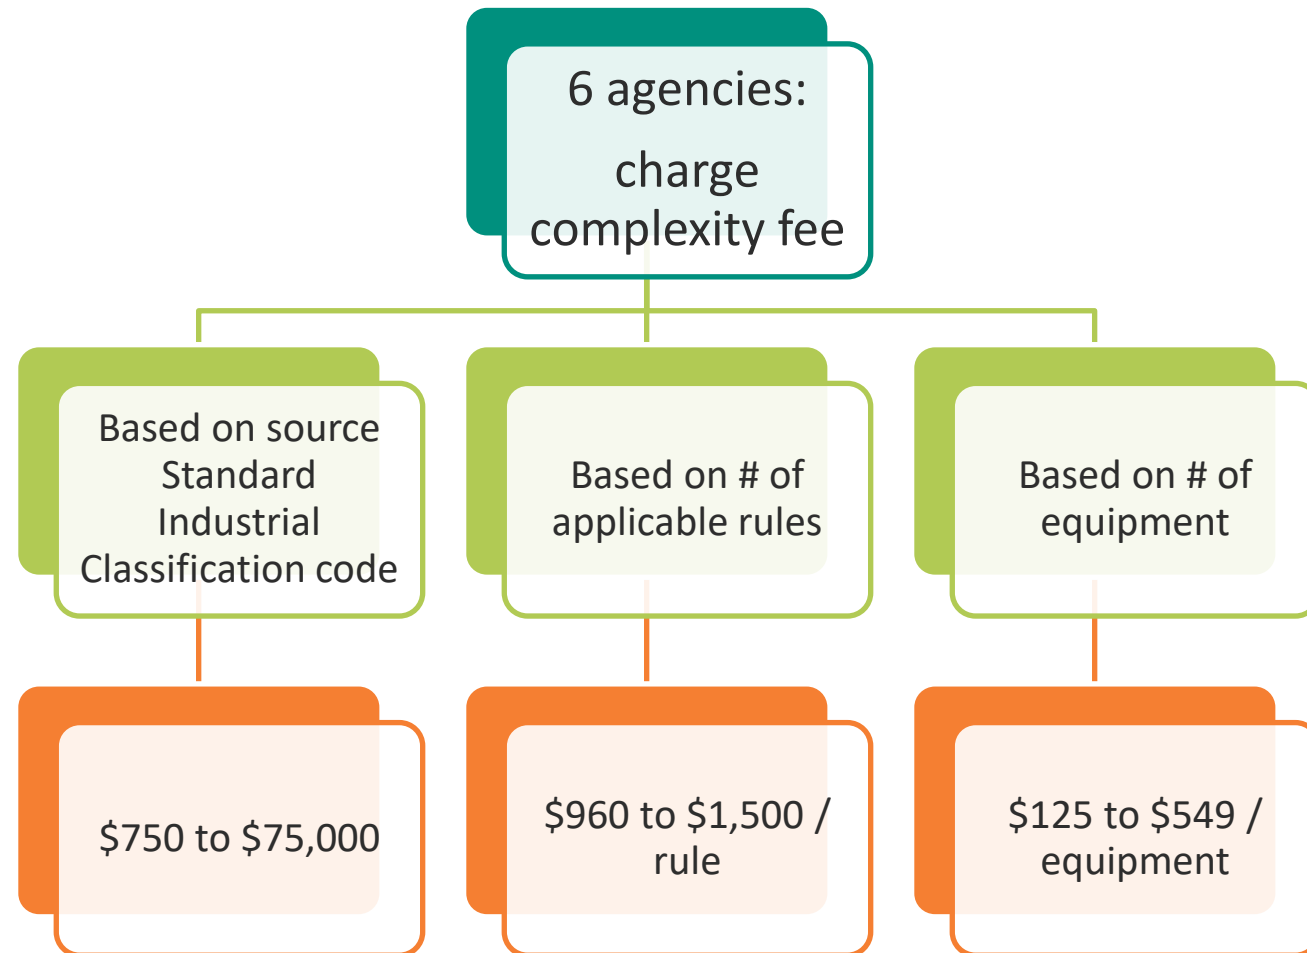 6 agencies:
charge
complexity fee
Based on source
Standard
Industrial
Classification code
Based on # of
applicable rules
Based on # of
equipment
$750 to $75,000
$960 to $1,500 /
rule
$125 to $549 /
equipment